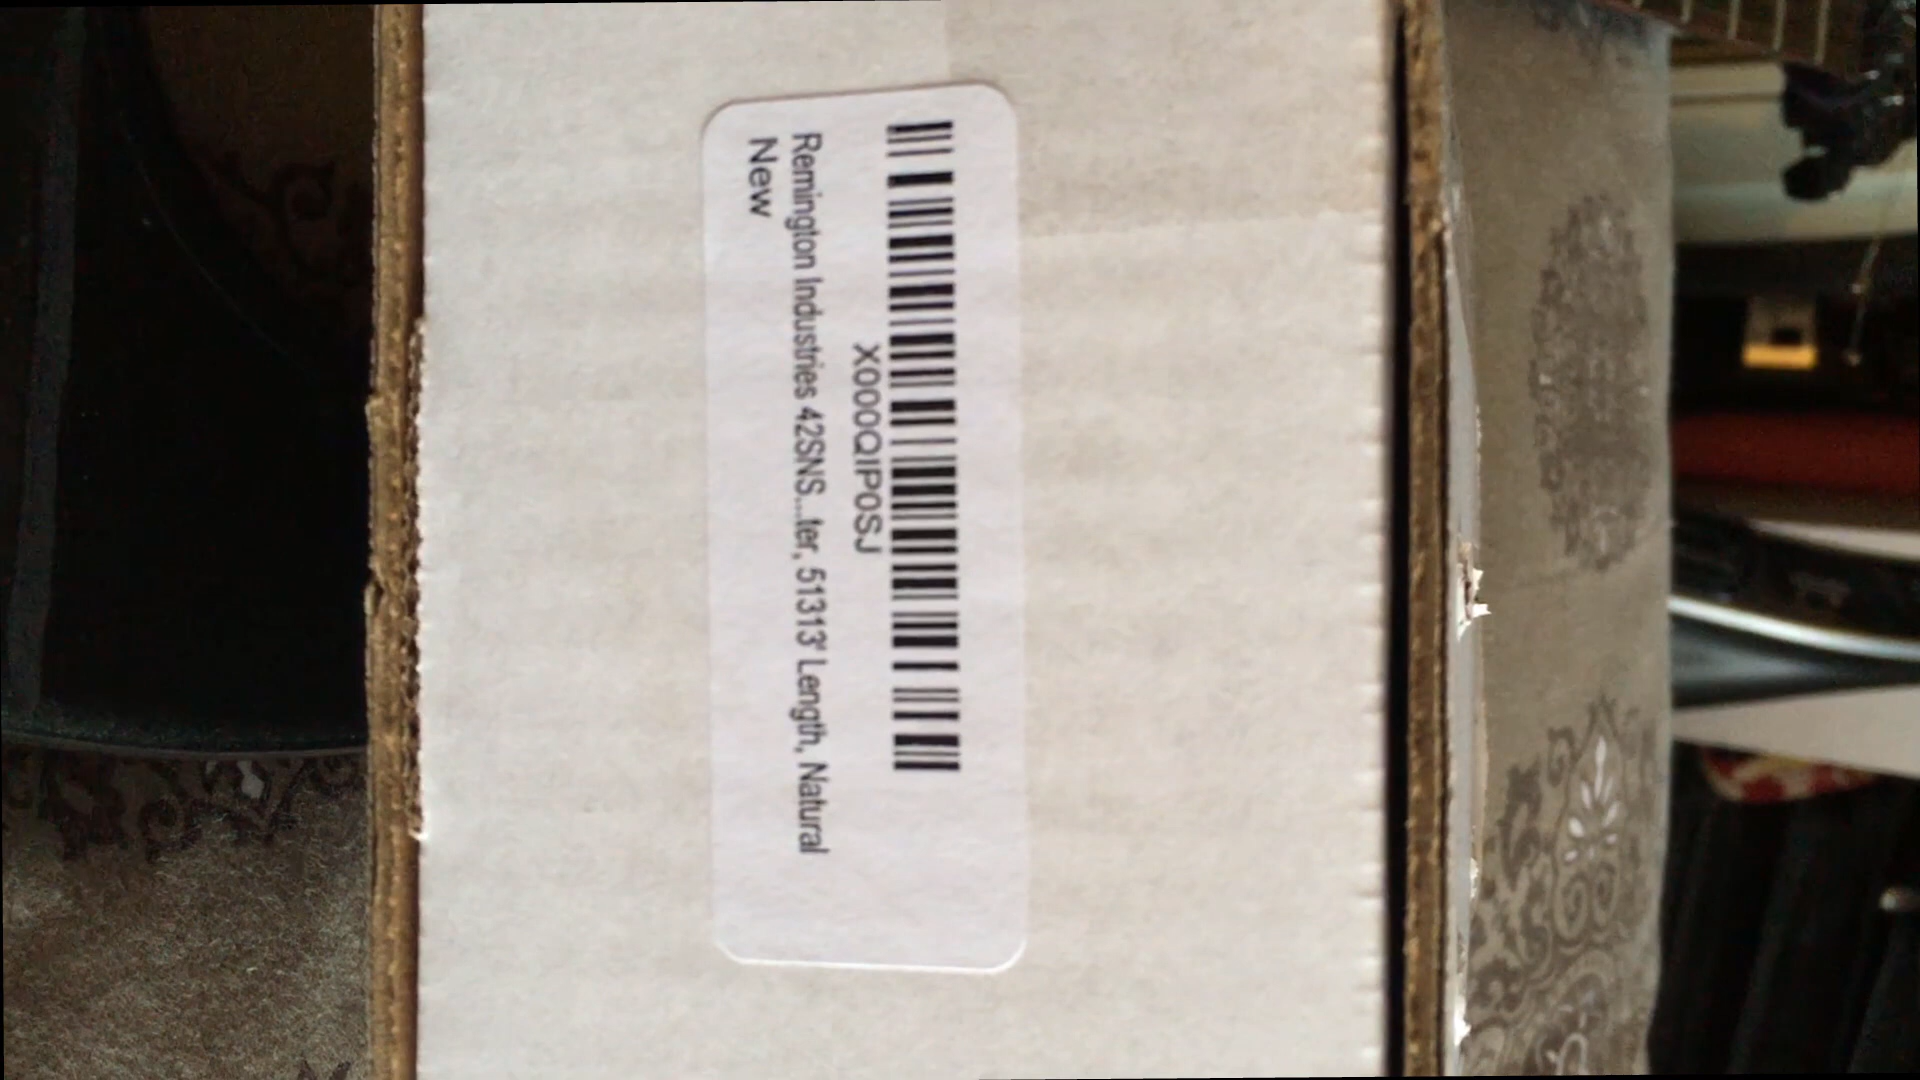 X000QIP0SJ
Remington Industries 42SNS...ter, 51313' Length, Natural
New